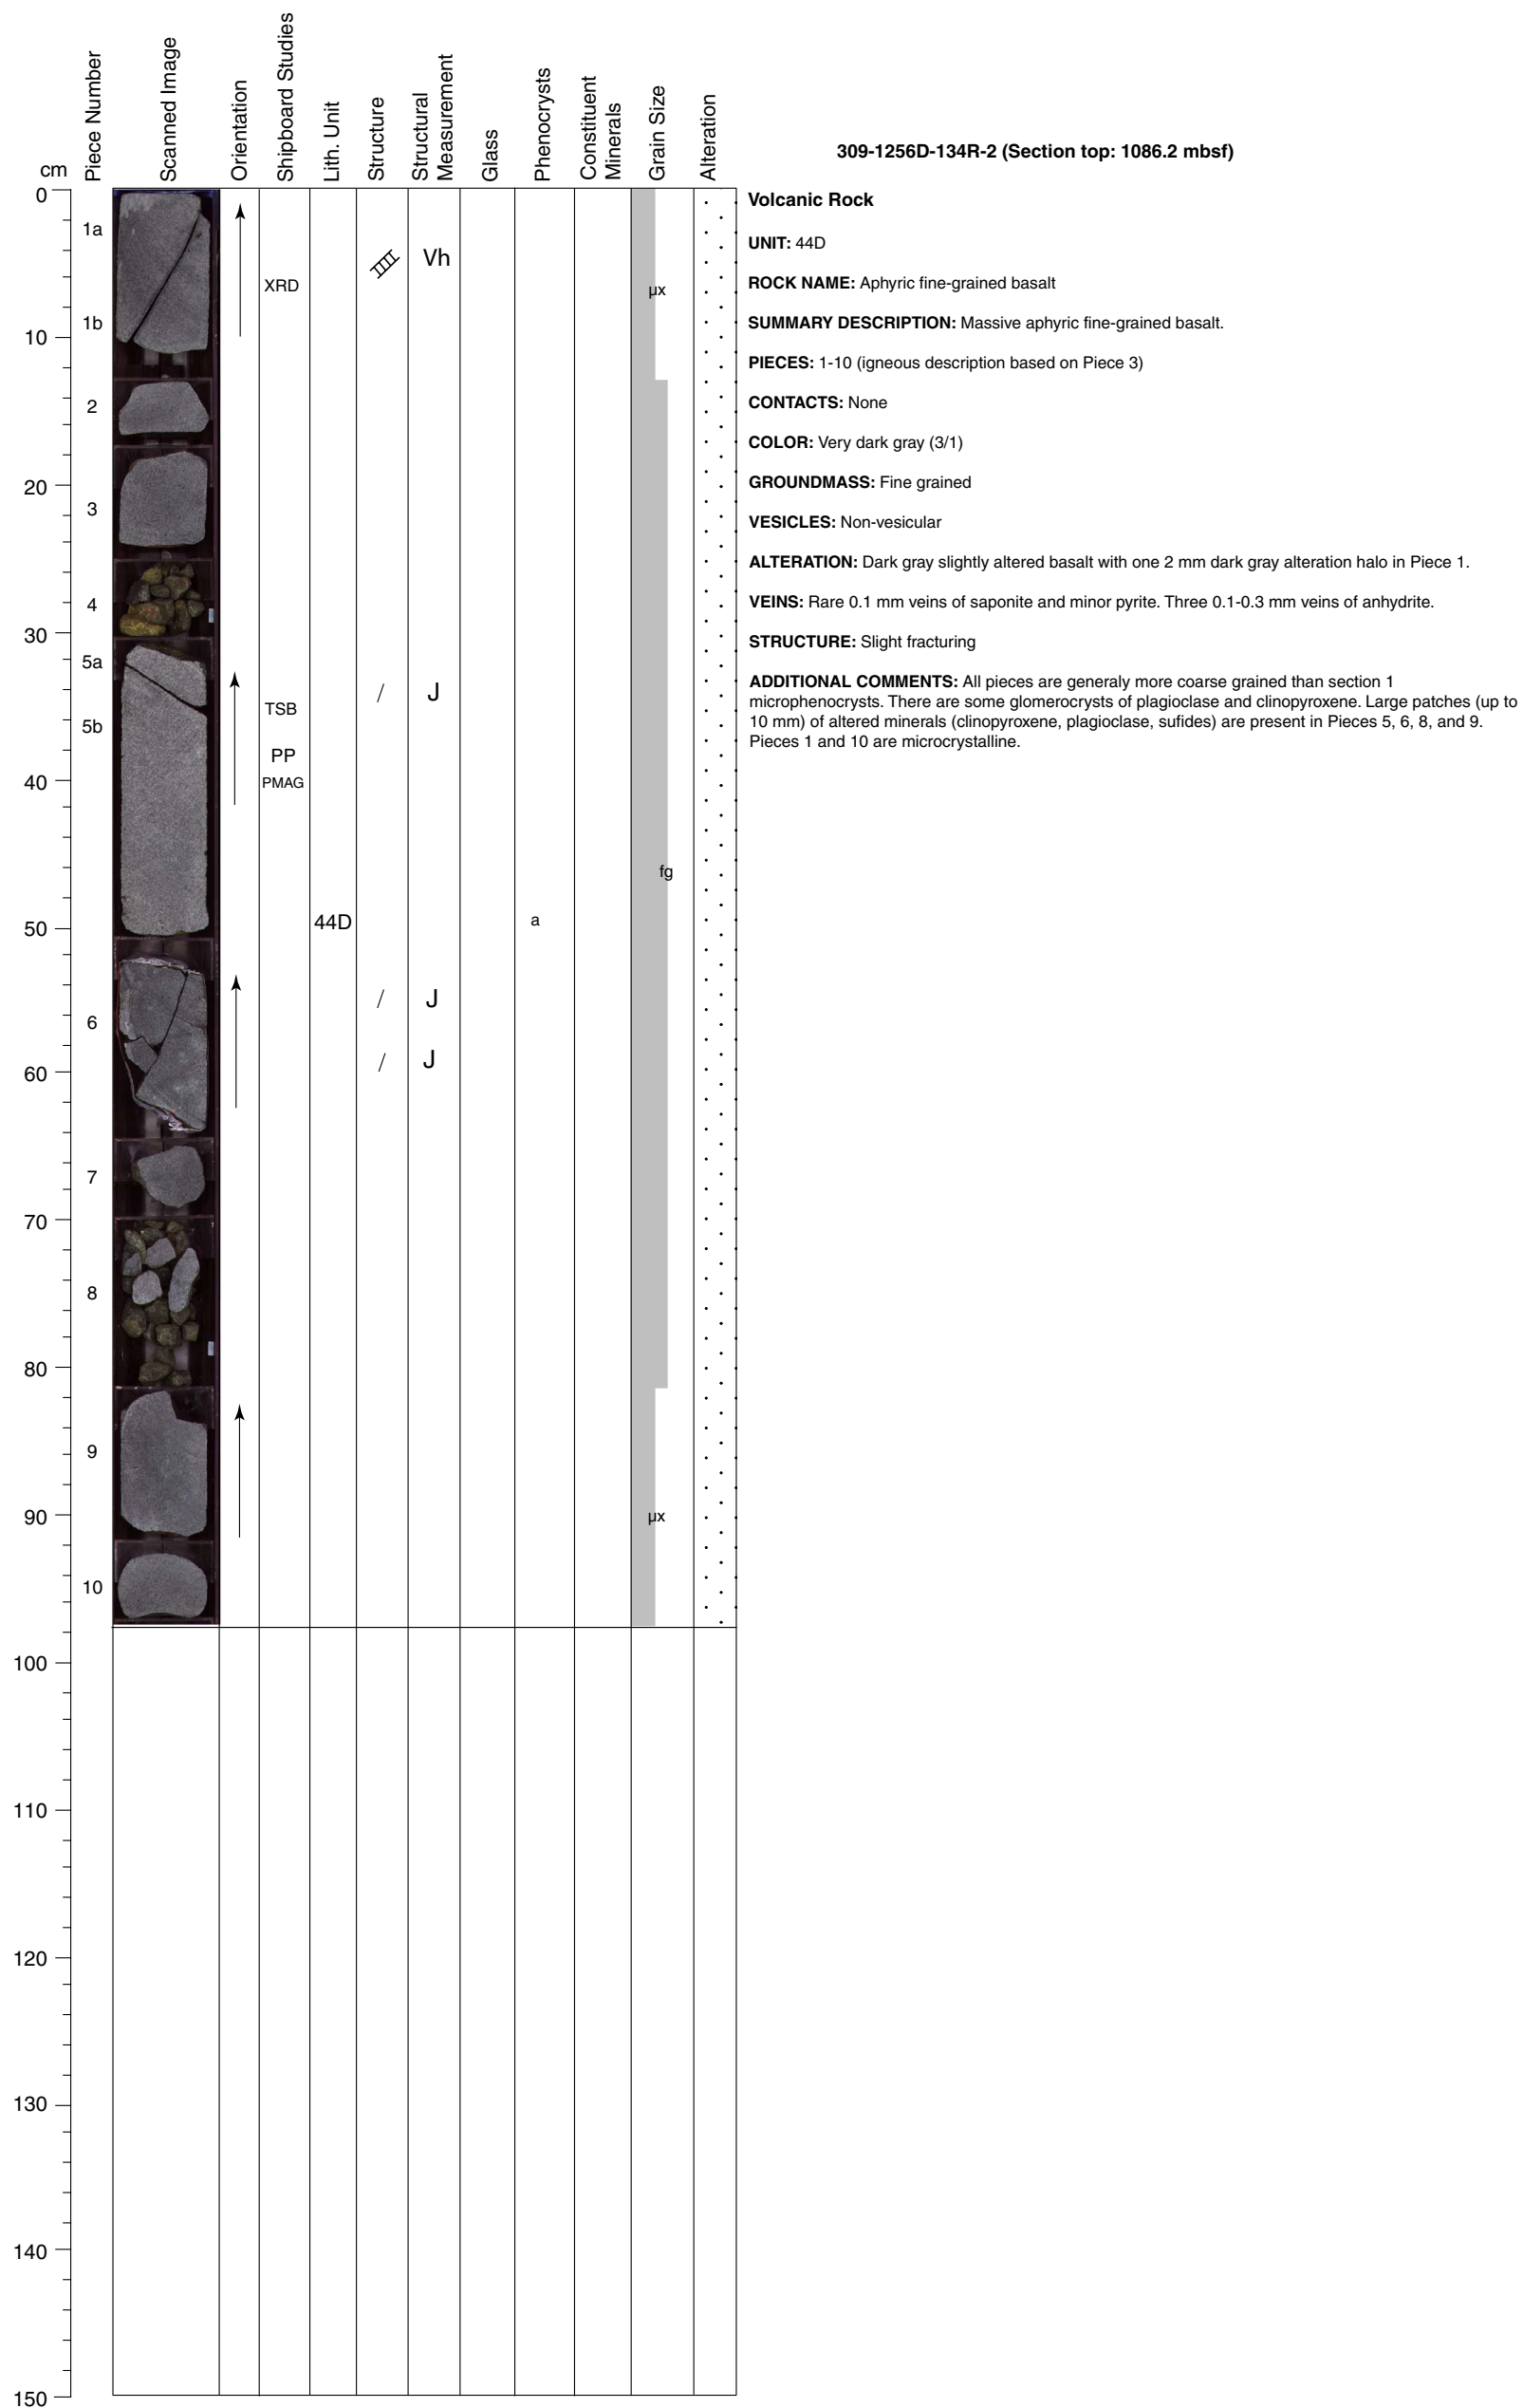 cm
Piece Number
Scanned Image
Orientation
Shipboard Studies
Lith. Unit
Structure
Structural
Measurement
Glass
Phenocrysts
Constituent
Minerals
Grain Size
Alteration
309-1256D-134R-2 (Section top: 1086.2 mbsf)
0
10
20
30
40
50
60
70
80
90
100
110
120
130
140
150
1a
1b
2
3
4
5a
5b
6
7
8
9
10
XRD
TSB
PP
PMAG
44D
Vh
J
J
J
a
µx
fg
µx
Volcanic Rock
UNIT: 44D
ROCK NAME: Aphyric fine-grained basalt
SUMMARY DESCRIPTION: Massive aphyric fine-grained basalt.
PIECES: 1-10 (igneous description based on Piece 3)
CONTACTS: None
COLOR: Very dark gray (3/1)
GROUNDMASS: Fine grained
VESICLES: Non-vesicular
ALTERATION: Dark gray slightly altered basalt with one 2 mm dark gray alteration halo in Piece 1.
VEINS: Rare 0.1 mm veins of saponite and minor pyrite. Three 0.1-0.3 mm veins of anhydrite.
STRUCTURE: Slight fracturing
ADDITIONAL COMMENTS: All pieces are generaly more coarse grained than section 1
microphenocrysts. There are some glomerocrysts of plagioclase and clinopyroxene. Large patches (up to
10 mm) of altered minerals (clinopyroxene, plagioclase, sufides) are present in Pieces 5, 6, 8, and 9.
Pieces 1 and 10 are microcrystalline.